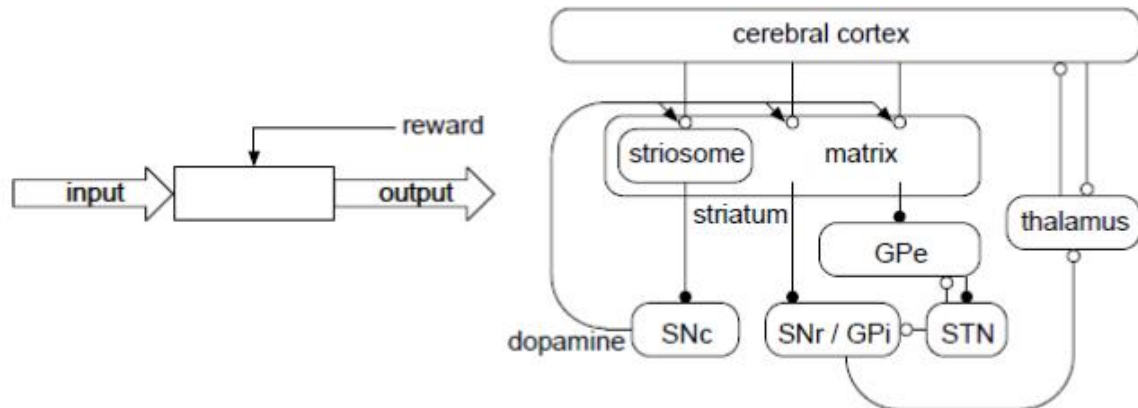 cerebral cortex
reward
input
output
striosome
matrix
striatum
thalamus
GPe
dopamine
SNc
SNr / GPi
STN